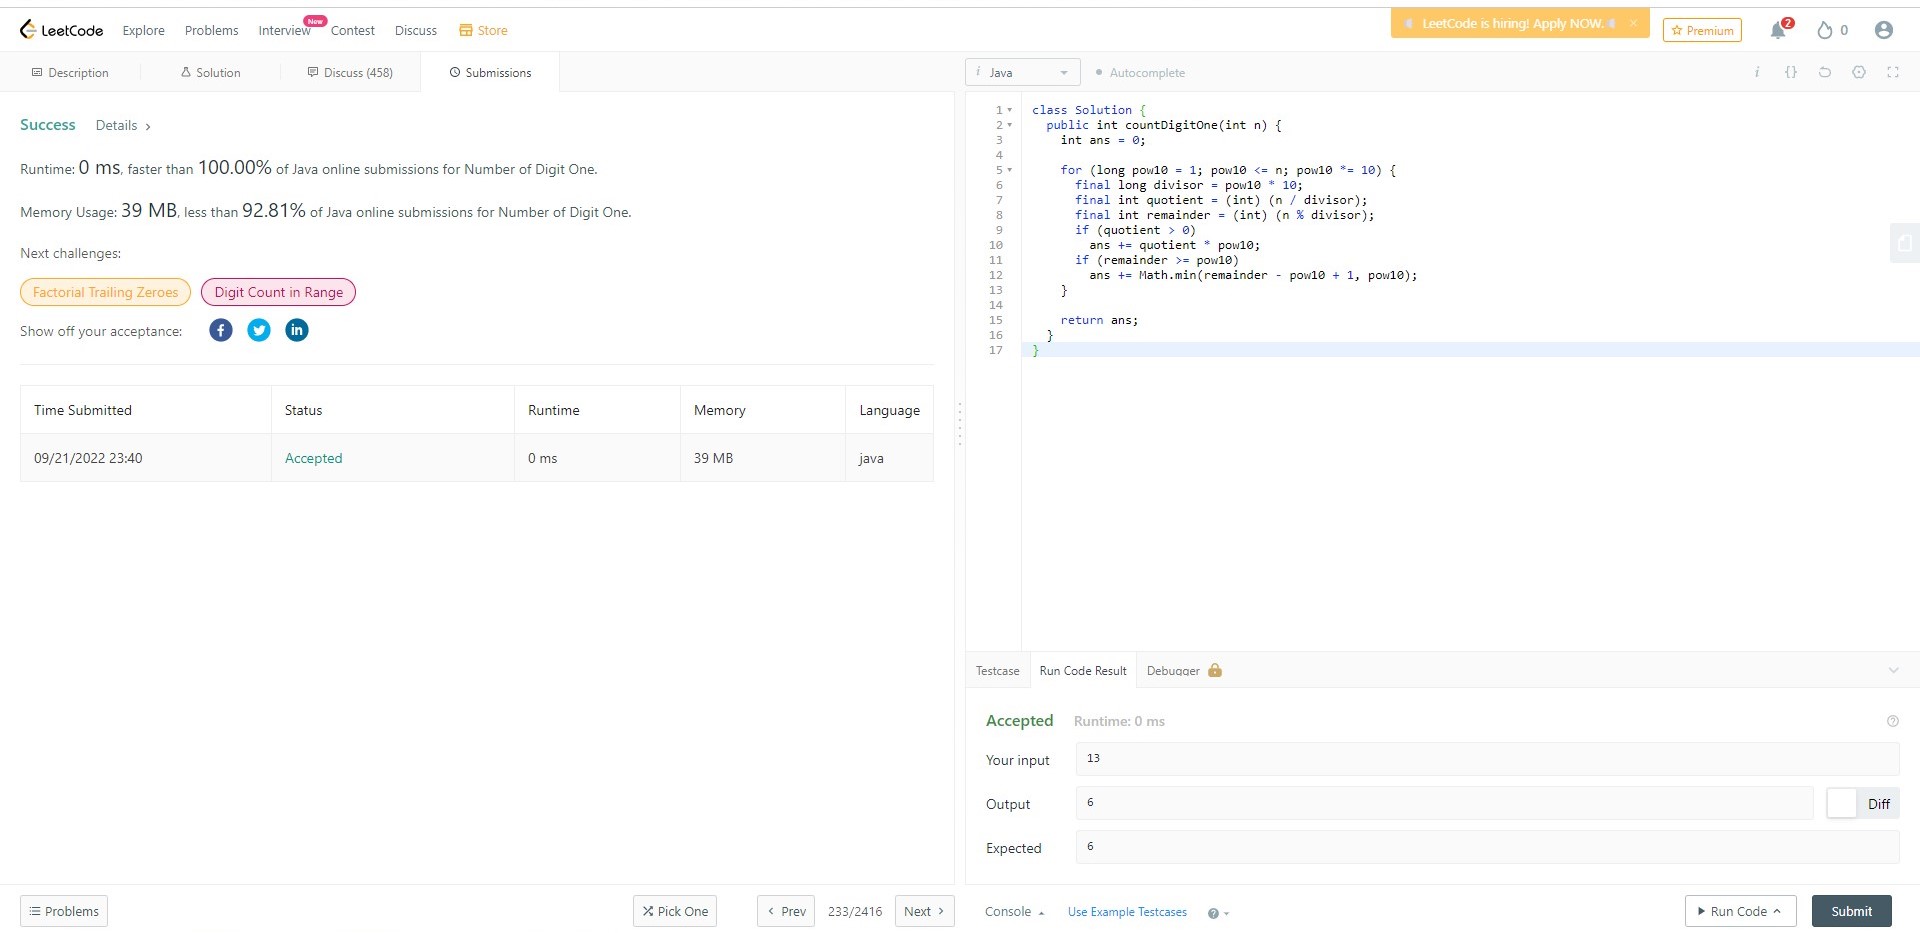 LeetCode Explore Problems Interview New Contest Discuss Store LeetCode is hiring! Apply NOW. × Premium 2 0
Description Solution Discuss (458) Submissions
Success Details >
Runtime: 0 ms, faster than 100.00% of Java online submissions for Number of Digit One.
Memory Usage: 39 MB, less than 92.81% of Java online submissions for Number of Digit One.
Next challenges:
Factorial Trailing Zeroes Digit Count in Range
Show off your acceptance:
Time Submitted Status Runtime Memory Language
09/21/2022 23:40 Accepted 0 ms 39 MB java
Problems Pick One < Prev 233/2416 Next >
i Java Autocomplete i {}
1 class Solution {
2 public int countDigitOne(int n) {
3 int ans = 0;
4
5 for (long pow10 = 1; pow10 <= n; pow10 *= 10) {
6 final long divisor = pow10 * 10;
7 final int quotient = (int) (n / divisor);
8 final int remainder = (int) (n % divisor);
9 if (quotient > 0)
10 ans += quotient * pow10;
11 if (remainder >= pow10)
12 ans += Math.min(remainder - pow10 + 1, pow10);
13 }
14
15 return ans;
16 }
17 }
Testcase Run Code Result Debugger
Accepted Runtime: 0 ms ?
Your input 13
Output 6 Diff
Expected 6
Console Use Example Testcases ? Run Code Submit